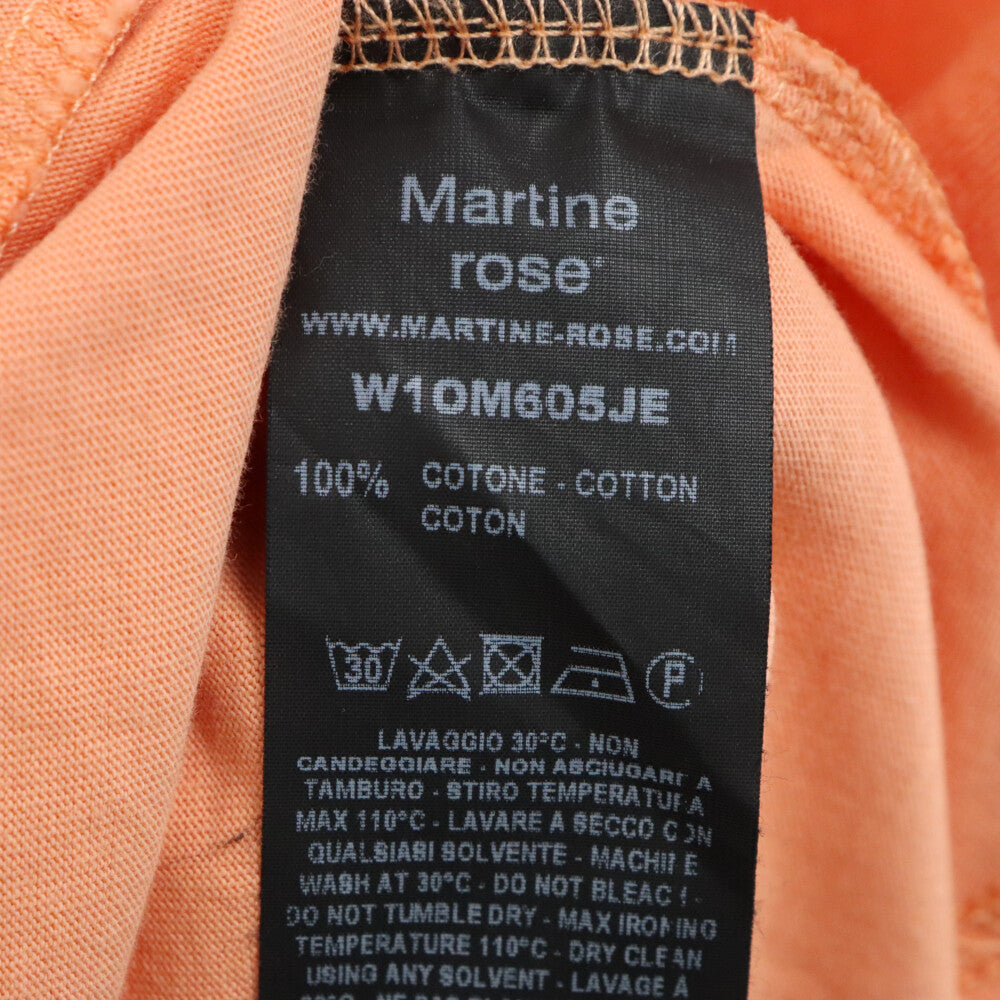 Martine
rose
WWW.MARTINE-ROSE.COM
W1OM605JE
100% COTONE - COTTON
COTON
30 P
LAVAGGIO 30°C - NON
CANDEGGIARE - NON ASCIUGARE A
TAMBURO - STIRO TEMPERATURA
MAX 110°C - LAVARE A SECCO CON
QUALSIASI SOLVENTE - MACHINE
WASH AT 30°C - DO NOT BLEACH -
DO NOT TUMBLE DRY - MAX IRONING
TEMPERATURE 110°C - DRY CLEAN
USING ANY SOLVENT - LAVAGE À